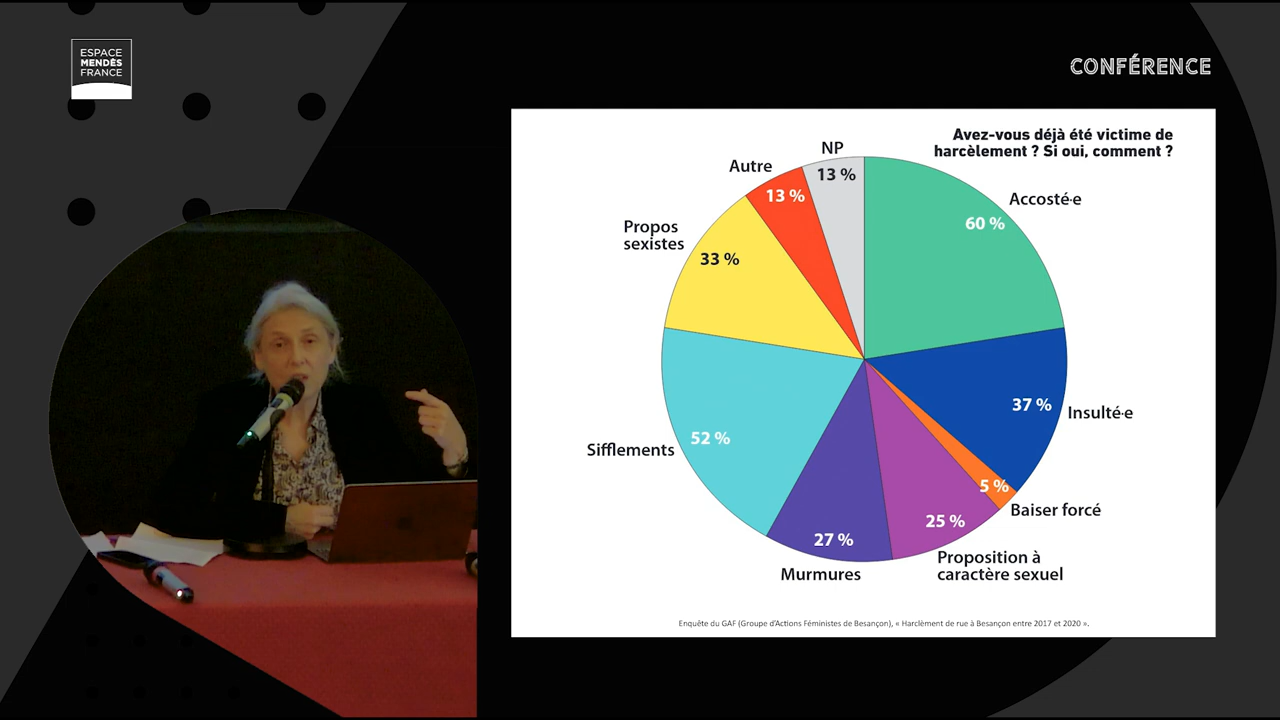 ESPACE
MENDÈS
FRANCE
CONFÉRENCE
Avez-vous déjà été victime de
harcèlement ? Si oui, comment ?
NP
13 %
Autre
13 %
Accosté·e
60 %
Propos
sexistes
33 %
37 %
Insulté·e
Sifflements
52 %
5 %
Baiser forcé
25 %
Proposition à
caractère sexuel
27 %
Murmures
Enquête du GAF (Groupe d'Actions Féministes de Besançon), « Harclèment de rue à Besançon entre 2017 et 2020 ».